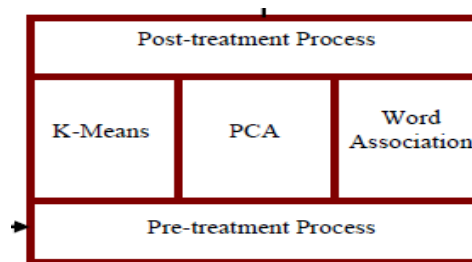 Post-treatment Process
K-Means
PCA
Word
Association
Pre-treatment Process